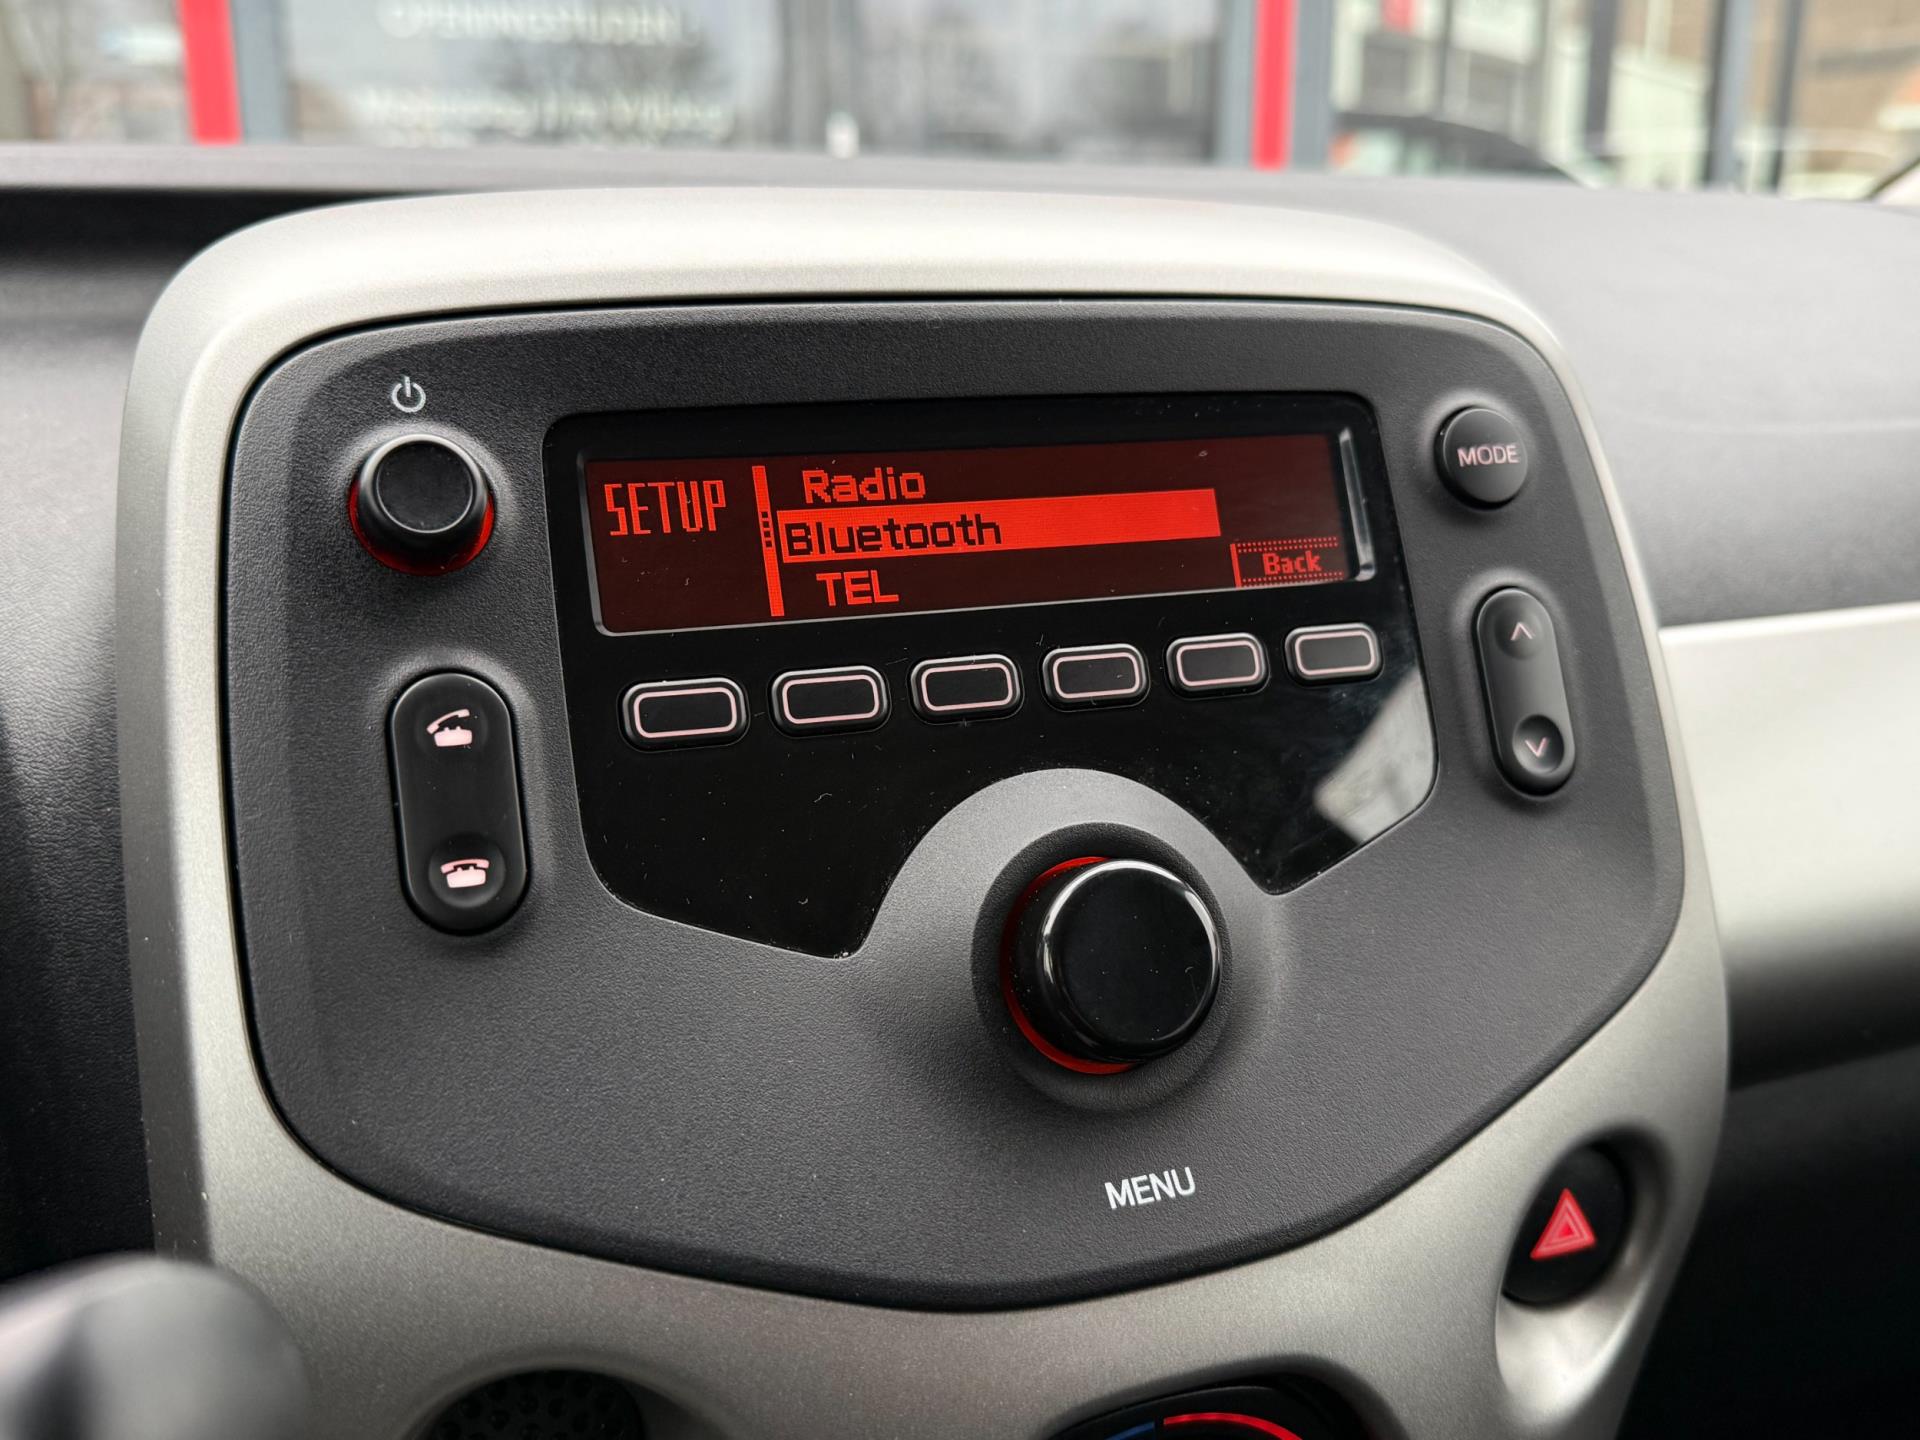 SETUP
Radio
Bluetooth
TEL
Back
MODE
MENU